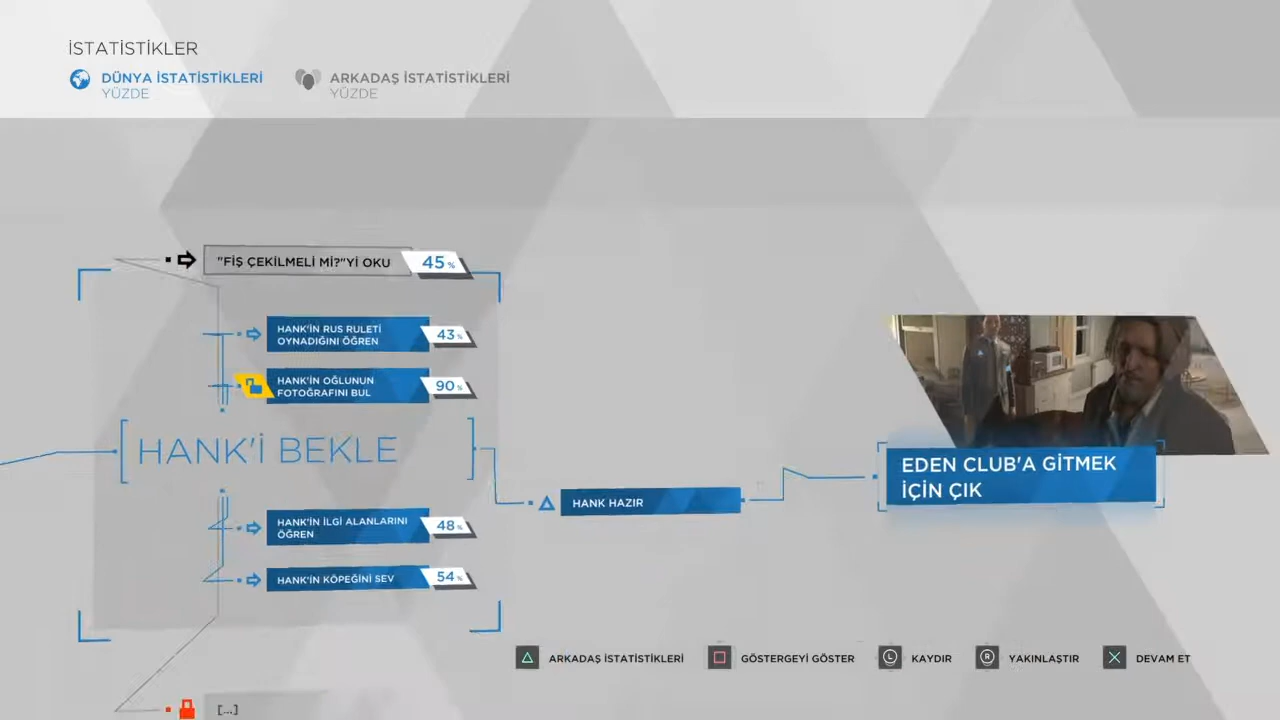 İSTATİSTİKLER
DÜNYA İSTATİSTİKLERİ
YÜZDE
ARKADAŞ İSTATİSTİKLERİ
YÜZDE
"FİŞ ÇEKİLMELİ Mİ?"Yİ OKU 45 %
HANK'İN RUS RULETİ
OYNADIĞINI ÖĞREN 43 %
HANK'İN OĞLUNUN
FOTOĞRAFINI BUL 90 %
HANK'İ BEKLE
HANK'İN İLGİ ALANLARINI
ÖĞREN 48 %
HANK'İN KÖPEĞİNİ SEV 54 %
HANK HAZIR
EDEN CLUB'A GİTMEK
İÇİN ÇIK
ARKADAŞ İSTATİSTİKLERİ
GÖSTERGEYİ GÖSTER
L KAYDIR
R YAKINLAŞTIR
DEVAM ET
[...]